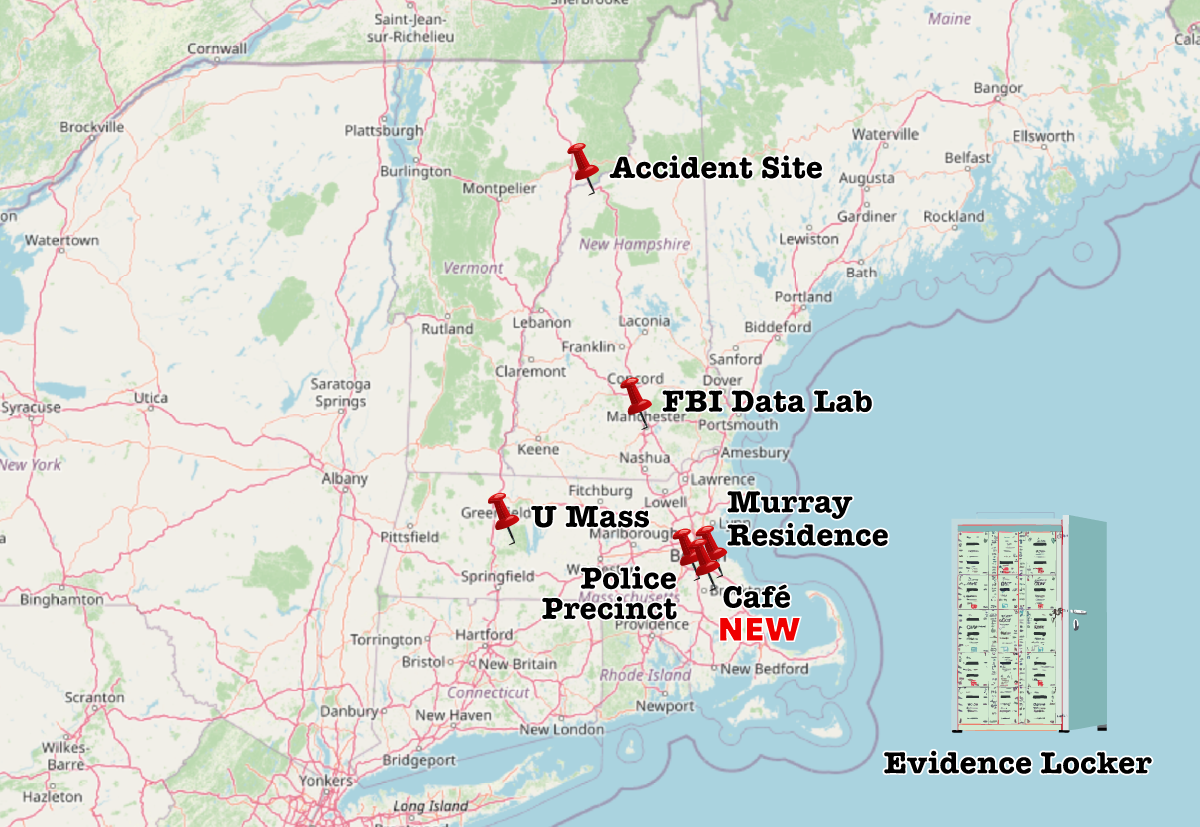 Sherbrooke
Maine
Saint-Jean-
sur-Richelieu
Cornwall
Bangor
Brockville
Plattsburgh
Waterville
Ellsworth
Belfast
Accident Site
Burlington
Montpelier
Augusta
Gardiner
Rockland
Watertown
New Hampshire
Lewiston
Vermont
Bath
Portland
Rutland
Lebanon
Laconia
Biddeford
Franklin
Sanford
Claremont
Concord
Dover
Saratoga
Springs
Utica
Syracuse
FBI Data Lab
Manchester
Portsmouth
Keene
Amesbury
New York
Nashua
Albany
Lawrence
Fitchburg
Lowell
Murray
Residence
U Mass
Lynn
Pittsfield
Marlborough
Springfield
Police
Precinct
Café
NEW
Massachusetts
Binghamton
Providence
Torrington
Hartford
Bristol
New Britain
Rhode Island
New Bedford
Connecticut
Scranton
Danbury
New Haven
Newport
New London
Wilkes-
Barre
Bridgeport
Evidence Locker
Yonkers
Hazleton
Long Island